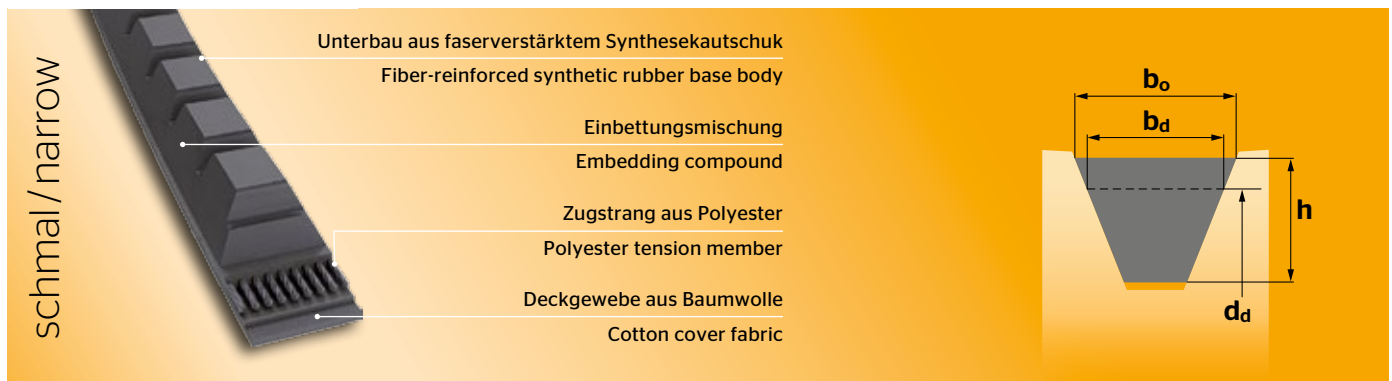 schmal / narrow
Unterbau aus faserverstärktem Synthesekautschuk
Fiber-reinforced synthetic rubber base body
Einbettungsmischung
Embedding compound
Zugstrang aus Polyester
Polyester tension member
Deckgewebe aus Baumwolle
Cotton cover fabric
bo
bd
h
dd